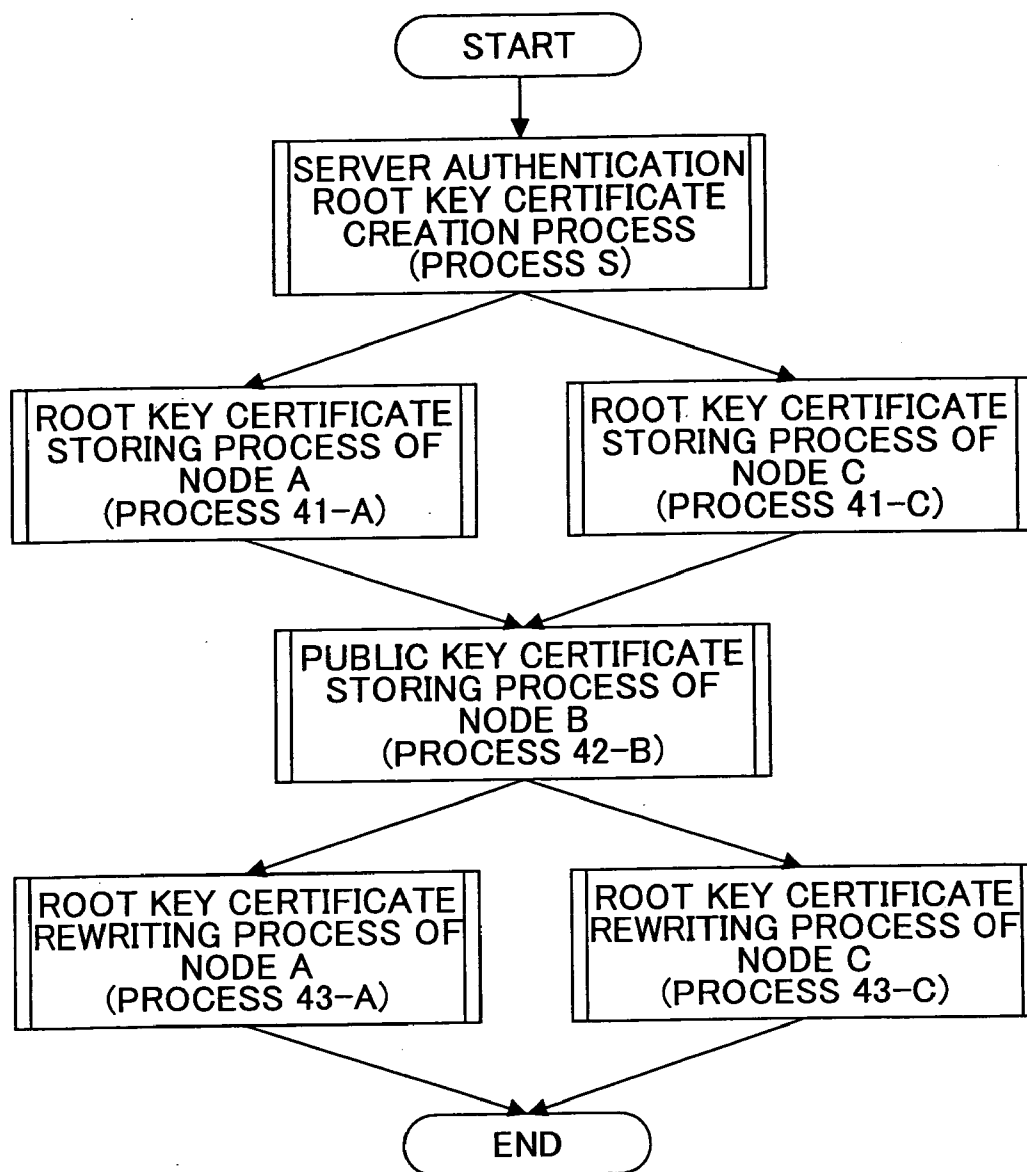 START
SERVER AUTHENTICATION
ROOT KEY CERTIFICATE
CREATION PROCESS
(PROCESS S)
ROOT KEY CERTIFICATE
STORING PROCESS OF
NODE A
(PROCESS 41-A)
ROOT KEY CERTIFICATE
STORING PROCESS OF
NODE C
(PROCESS 41-C)
PUBLIC KEY CERTIFICATE
STORING PROCESS OF
NODE B
(PROCESS 42-B)
ROOT KEY CERTIFICATE
REWRITING PROCESS OF
NODE A
(PROCESS 43-A)
ROOT KEY CERTIFICATE
REWRITING PROCESS OF
NODE C
(PROCESS 43-C)
END